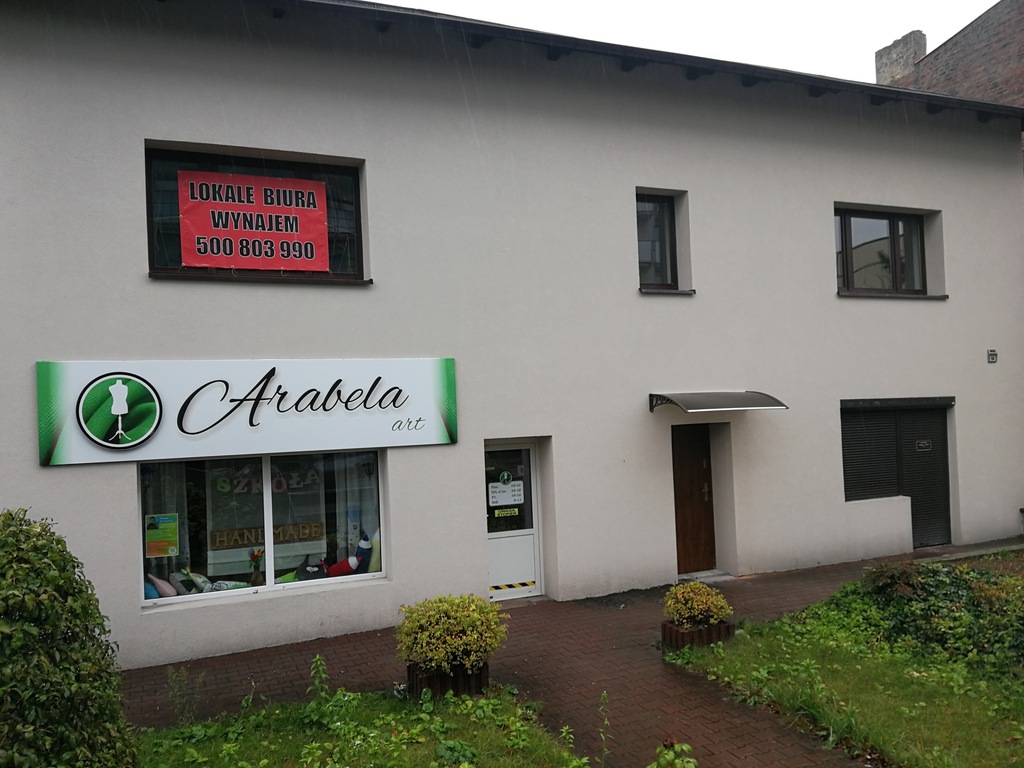 LOKALE BIURA
WYNAJEM
500 803 990
Arabela
art
SZKOŁA
HANDMADE